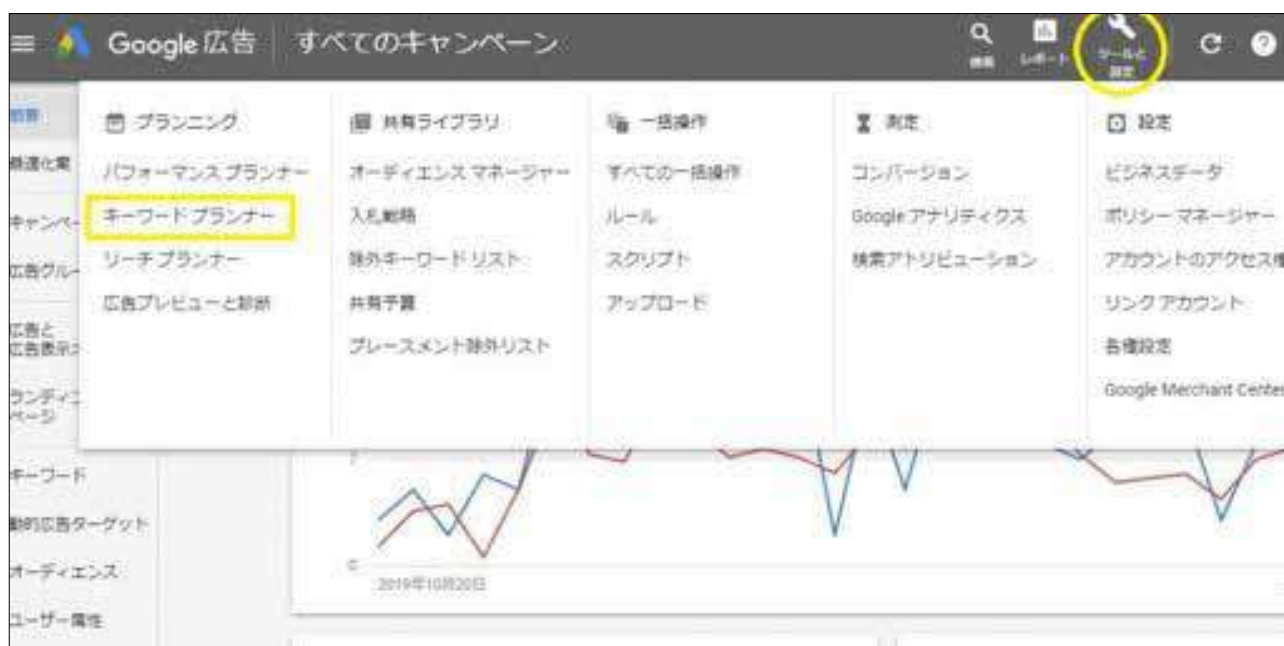 Google 広告
すべてのキャンペーン
検索
レポート
ツールと
設定
概要
最適化案
キャンペー
広告グルー
広告と
広告表示オ
ランディン
ページ
キーワード
動的広告ターゲット
オーディエンス
ユーザー属性
プランニング
パフォーマンス プランナー
キーワード プランナー
リーチ プランナー
広告プレビューと診断
共有ライブラリ
オーディエンス マネージャー
入札戦略
除外キーワード リスト
共有予算
プレースメント除外リスト
一括操作
すべての一括操作
ルール
スクリプト
アップロード
測定
コンバージョン
Google アナリティクス
検索アトリビューション
設定
ビジネスデータ
ポリシー マネージャー
アカウントのアクセス権
リンク アカウント
各種設定
Google Merchant Center
0
2019年10月20日